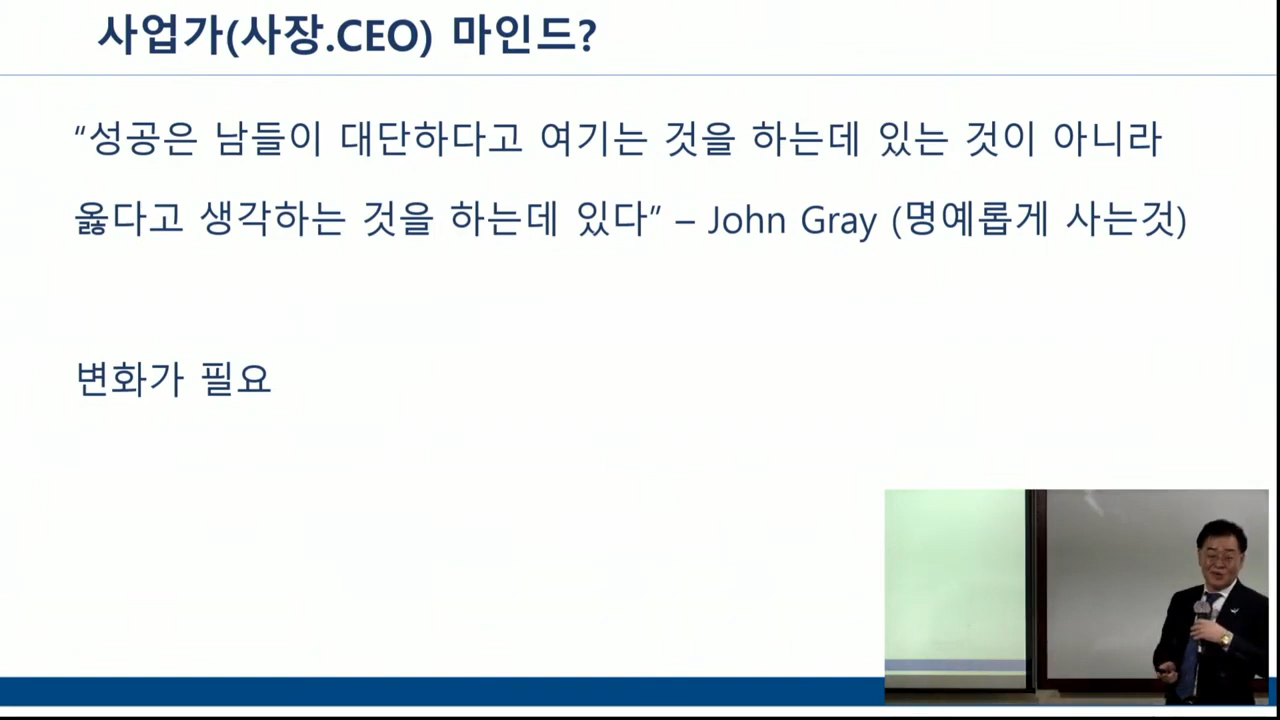 사업가(사장.CEO) 마인드?
“성공은 남들이 대단하다고 여기는 것을 하는데 있는 것이 아니라
옳다고 생각하는 것을 하는데 있다” – John Gray (명예롭게 사는것)
변화가 필요